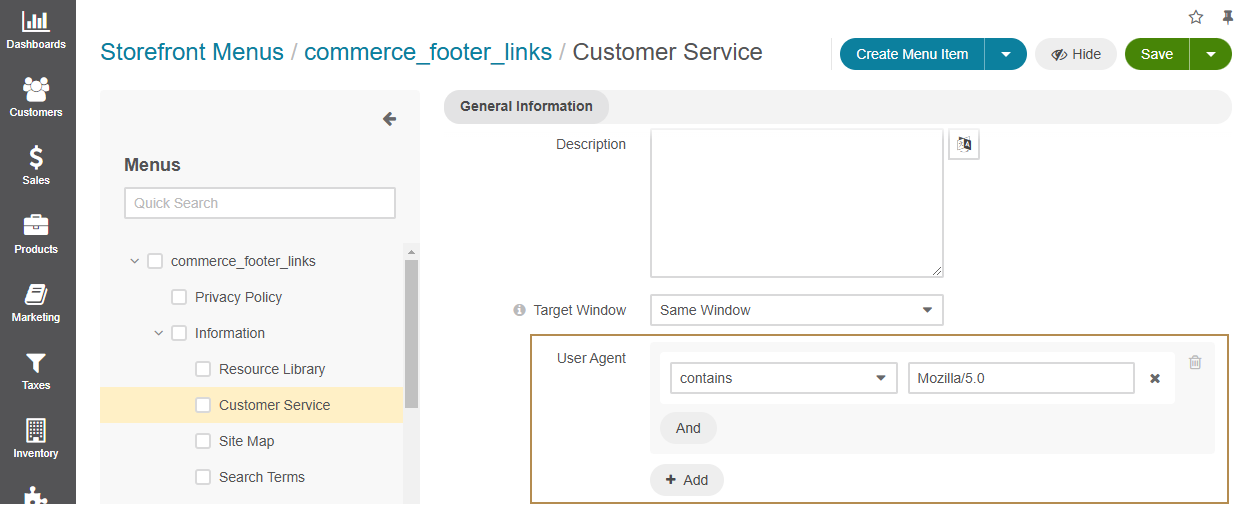 Dashboards
Customers
Sales
Products
Marketing
Taxes
Inventory
Storefront Menus / commerce_footer_links / Customer Service
Create Menu Item
Hide
Save
Menus
Quick Search
commerce_footer_links
Privacy Policy
Information
Resource Library
Customer Service
Site Map
Search Terms
General Information
Description
Target Window
Same Window
User Agent
contains
Mozilla/5.0
And
Add